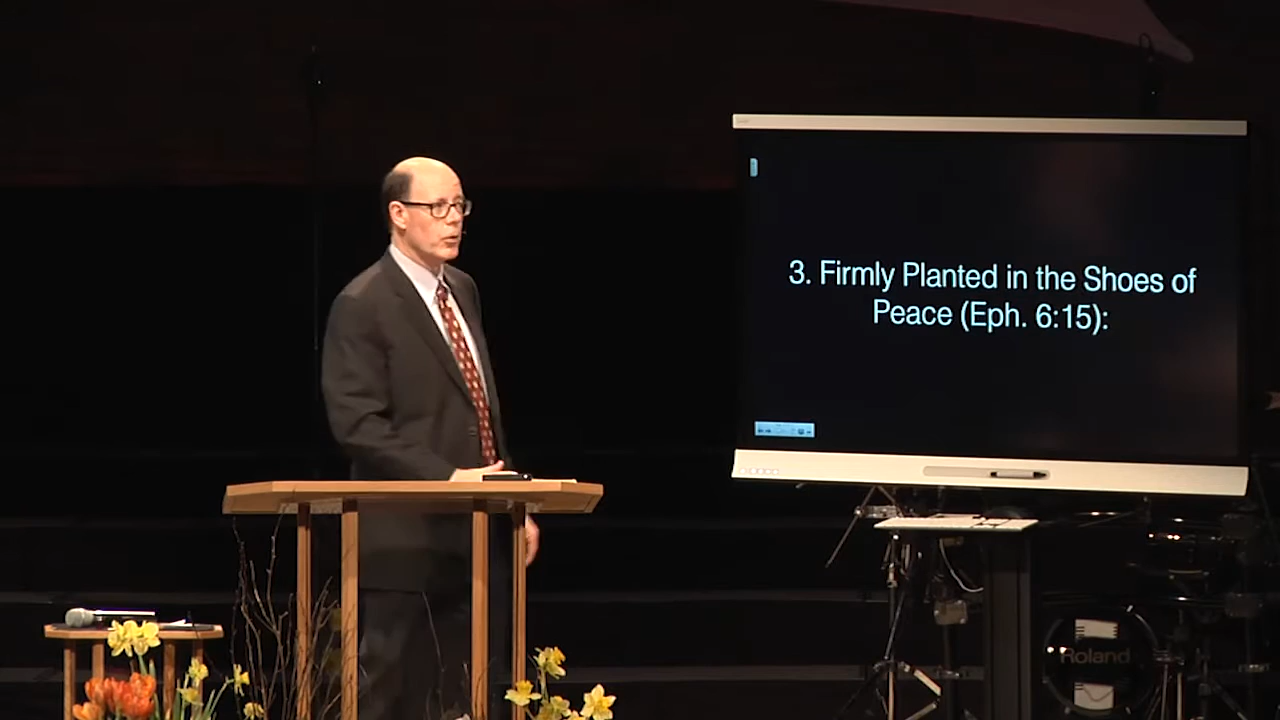 3. Firmly Planted in the Shoes of
Peace (Eph. 6:15):
Roland